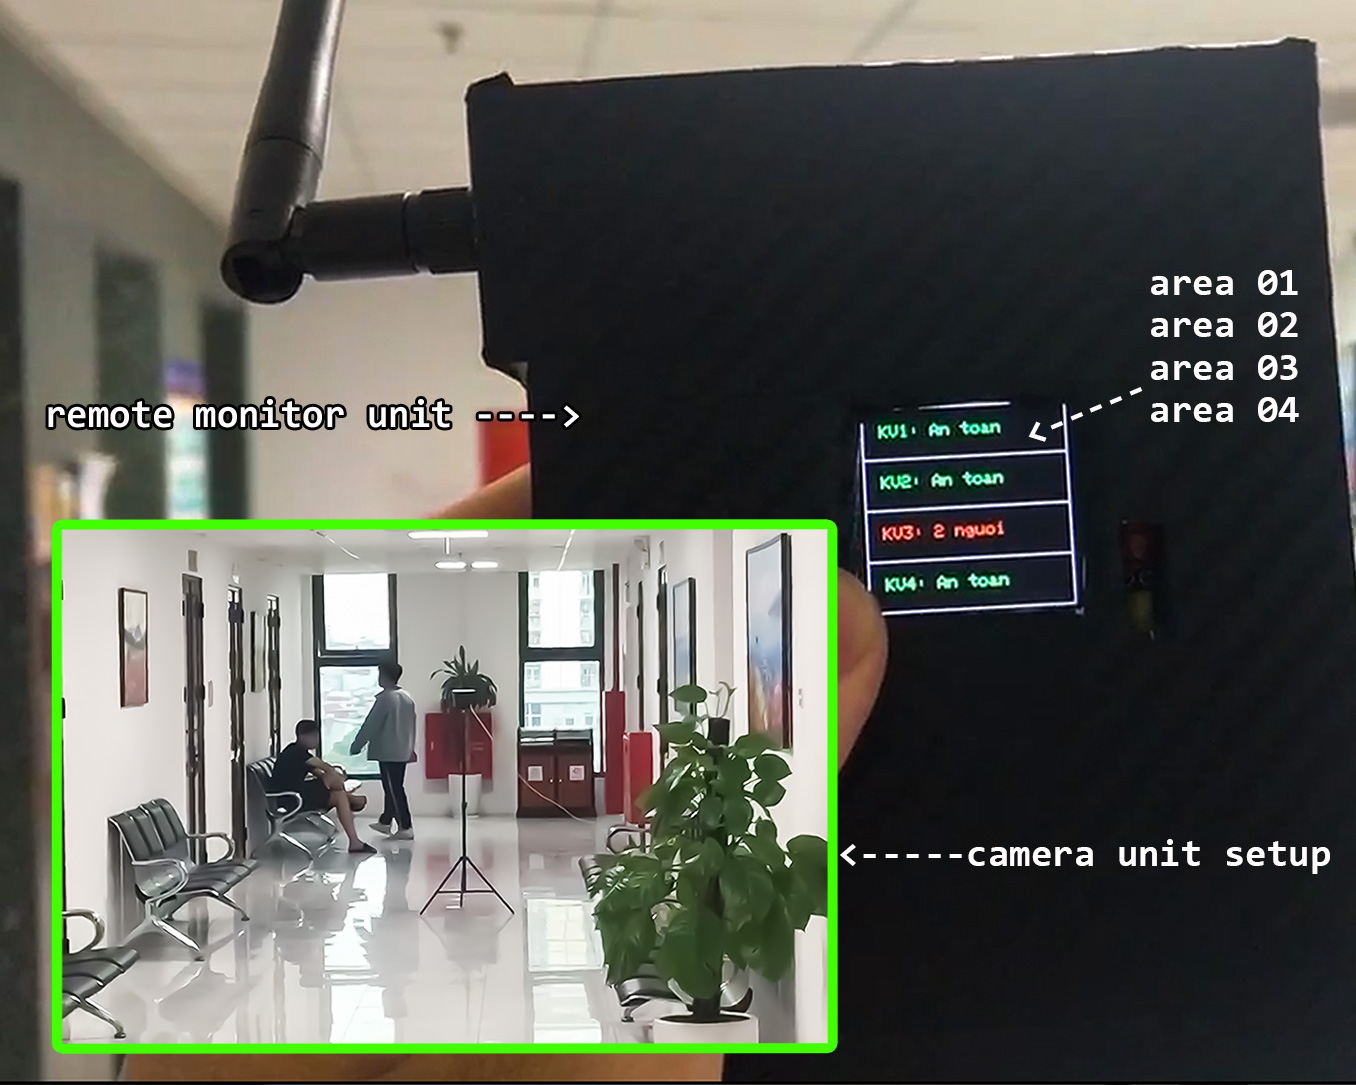 area 01
area 02
area 03
area 04
remote monitor unit ---->
KV1: An toan
KV2: An toan
KV3: 2 nguoi
KV4: An toan
<-----camera unit setup